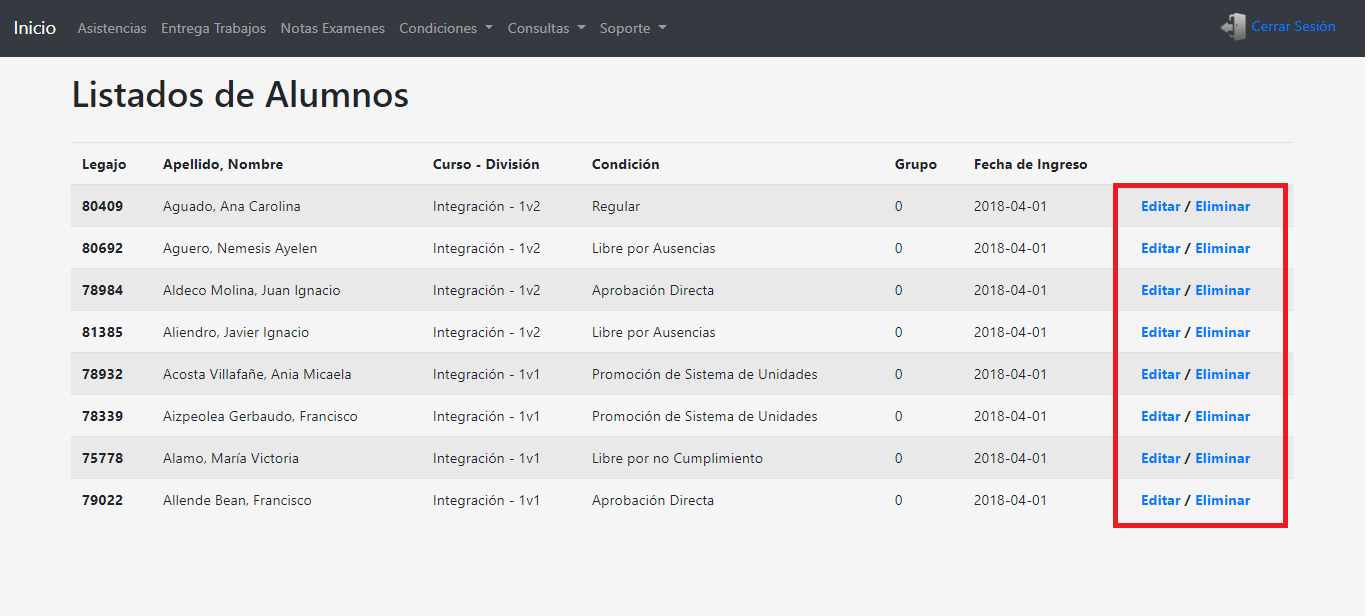 Inicio Asistencias Entrega Trabajos Notas Examenes Condiciones Consultas Soporte Cerrar Sesión
Listados de Alumnos
Legajo Apellido, Nombre Curso - División Condición Grupo Fecha de Ingreso
80409 Aguado, Ana Carolina Integración - 1v2 Regular 0 2018-04-01 Editar / Eliminar
80692 Aguero, Nemesis Ayelen Integración - 1v2 Libre por Ausencias 0 2018-04-01 Editar / Eliminar
78984 Aldeco Molina, Juan Ignacio Integración - 1v2 Aprobación Directa 0 2018-04-01 Editar / Eliminar
81385 Aliendro, Javier Ignacio Integración - 1v2 Libre por Ausencias 0 2018-04-01 Editar / Eliminar
78932 Acosta Villafañe, Ania Micaela Integración - 1v1 Promoción de Sistema de Unidades 0 2018-04-01 Editar / Eliminar
78339 Aizpeolea Gerbaudo, Francisco Integración - 1v1 Promoción de Sistema de Unidades 0 2018-04-01 Editar / Eliminar
75778 Alamo, María Victoria Integración - 1v1 Libre por no Cumplimiento 0 2018-04-01 Editar / Eliminar
79022 Allende Bean, Francisco Integración - 1v1 Aprobación Directa 0 2018-04-01 Editar / Eliminar